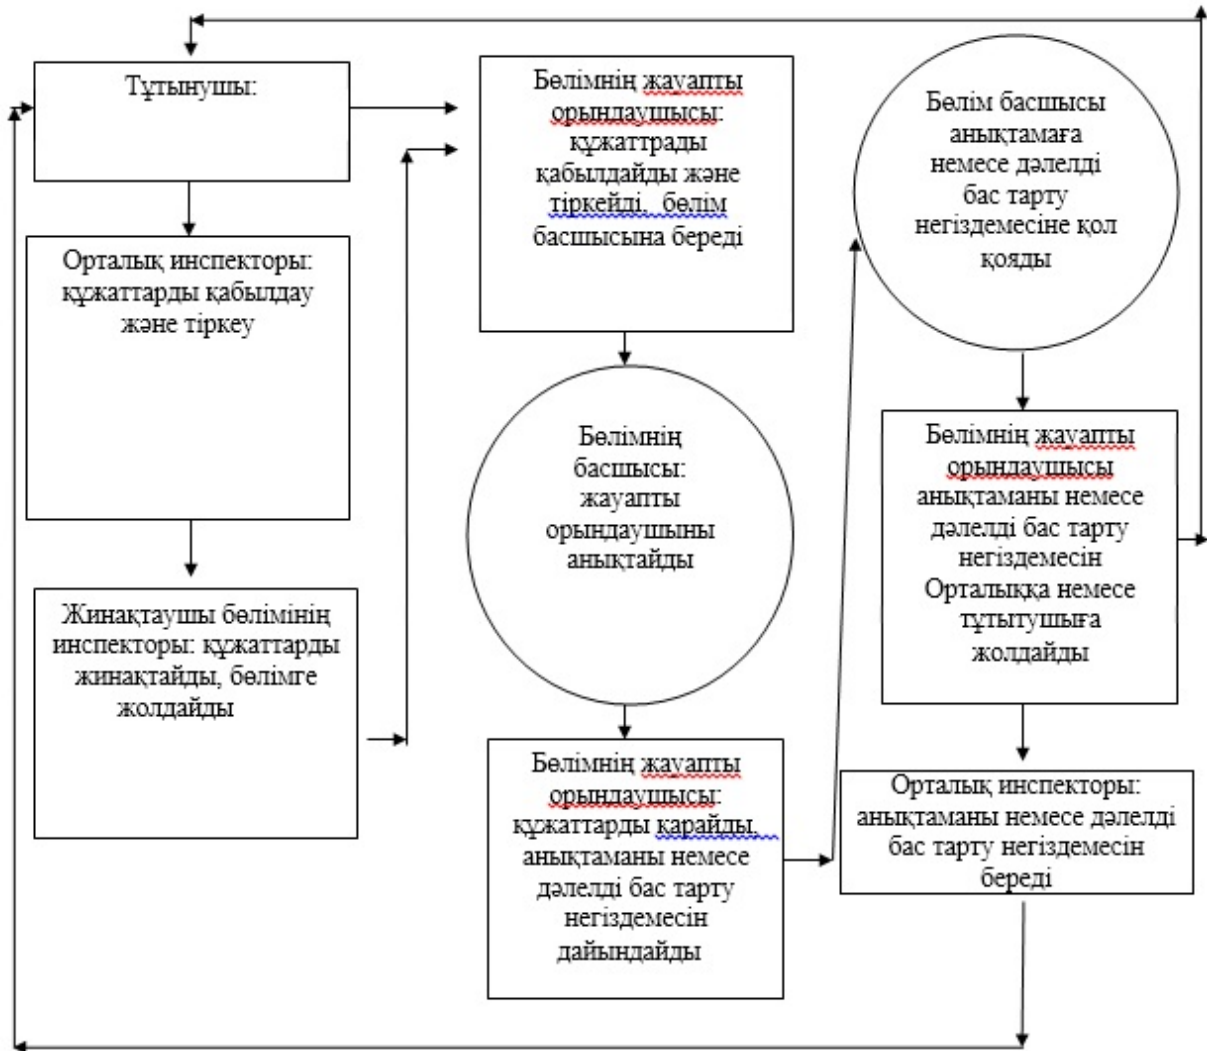 Тұтынушы:
Орталық инспекторы:
құжаттарды қабылдау
және тіркеу
Жинақтаушы бөлімінің
инспекторы: құжаттарды
жинақтайды, бөлімге
жолдайды
Бөлімнің жауапты
орындаушысы:
құжаттрады
қабылдайды және
тіркейді, бөлім
басшысына береді
Бөлімнің
басшысы:
жауапты
орындаушыны
анықтайды
Бөлімнің жауапты
орындаушысы:
құжаттарды қарайды,
анықтаманы немесе
дәлелді бас тарту
негіздемесін
дайындайды
Бөлім басшысы
анықтамаға
немесе дәлелді
бас тарту
негіздемесіне қол
қояды
Бөлімнің жауапты
орындаушысы
анықтаманы немесе
дәлелді бас тарту
негіздемесін
Орталыққа немесе
тұтытушыға
жолдайды
Орталық инспекторы:
анықтаманы немесе дәлелді
бас тарту негіздемесін
береді